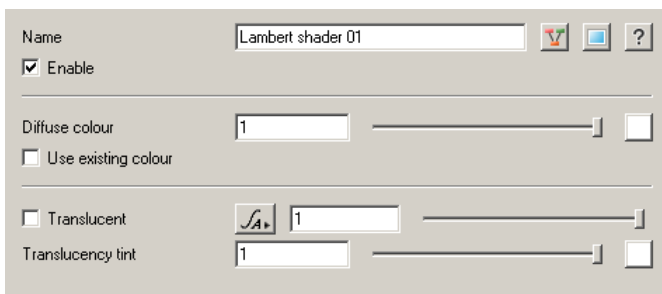 Name Lambert shader 01 ?
Enable
Diffuse colour 1
Use existing colour
Translucent A 1
Translucency tint 1